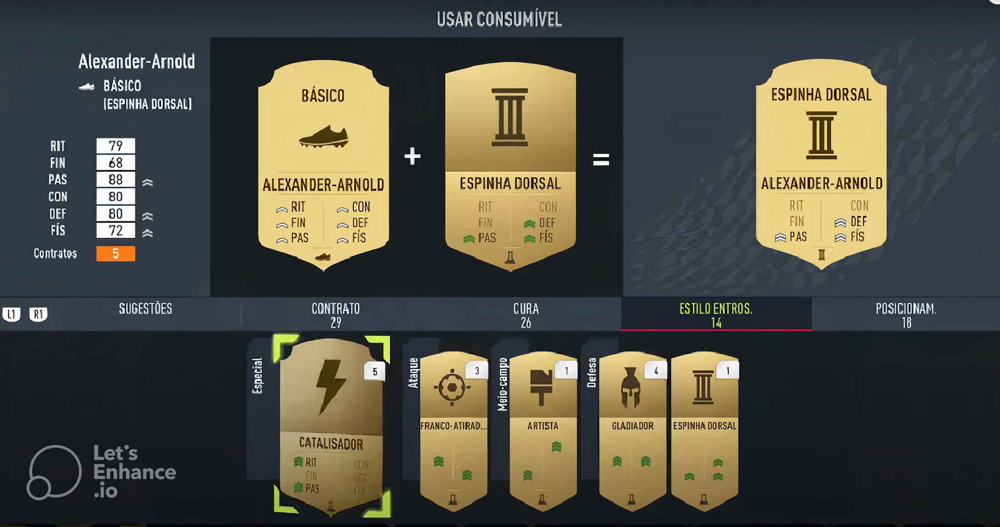 USAR CONSUMÍVEL
Alexander-Arnold
BÁSICO
(ESPINHA DORSAL)
RIT 79
FIN 68
PAS 88
CON 80
DEF 80
FÍS 72
Contratos 5
BÁSICO
ALEXANDER-ARNOLD
RIT CON
FIN DEF
PAS FÍS
+
ESPINHA DORSAL
RIT CON
FIN DEF
PAS FÍS
=
ESPINHA DORSAL
ALEXANDER-ARNOLD
RIT CON
FIN DEF
PAS FÍS
L1 R1
SUGESTÕES
CONTRATO
29
CURA
26
ESTILO ENTROS.
14
POSICIONAM.
18
Especial
5
CATALISADOR
RIT CON
FIN DEF
PAS
Ataque
3
FRANCO-ATIRAD...
Meio-campo
1
ARTISTA
Defesa
4
GLADIADOR
1
ESPINHA DORSAL
Let's
Enhance
.io